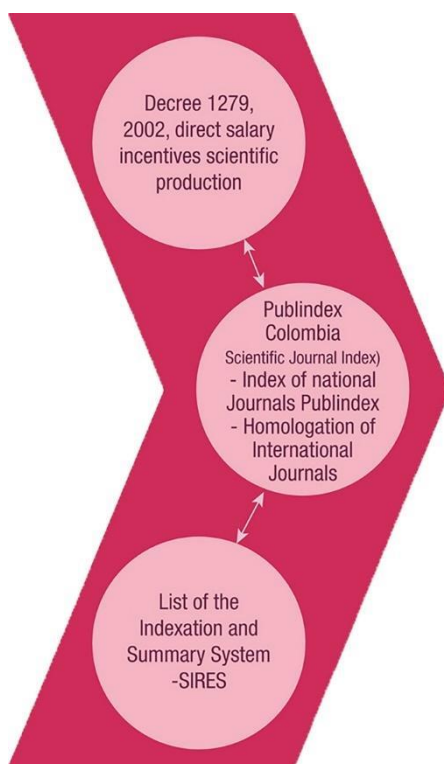 Decree 1279,
2002, direct salary
incentives scientific
production
Publindex
Colombia
Scientific Journal Index)
- Index of national
Journals Publindex
- Homologation of
International
Journals
List of the
Indexation and
Summary System
-SIRES